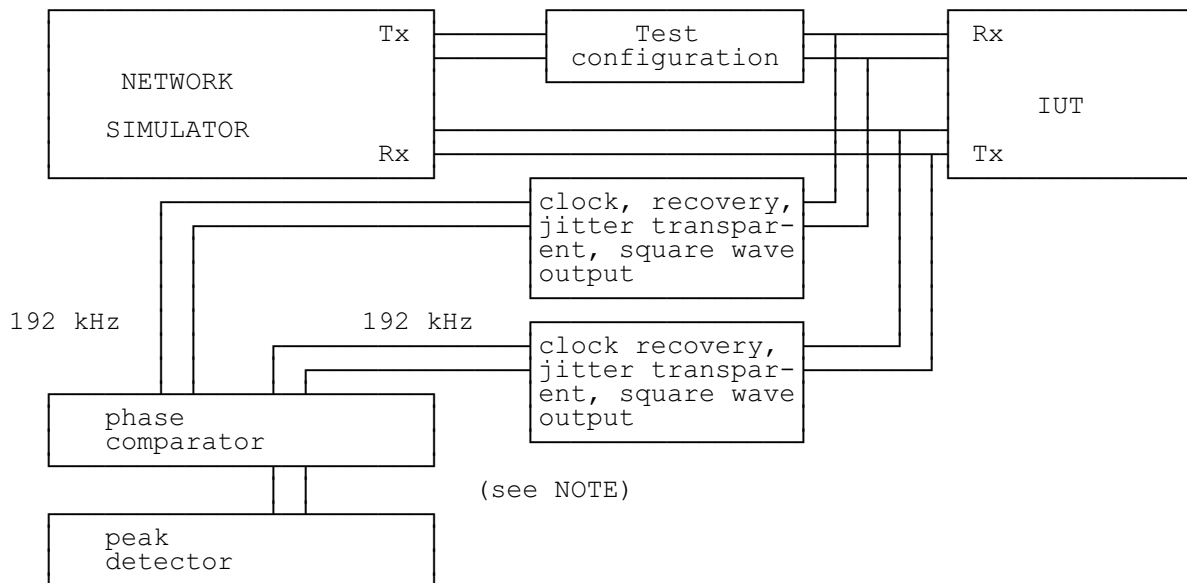 Tx
Test
configuration
Rx
NETWORK
SIMULATOR
IUT
Rx
Tx
clock, recovery,
jitter transpar-
ent, square wave
output
192 kHz
192 kHz
clock recovery,
jitter transpar-
ent, square wave
output
phase
comparator
(see NOTE)
peak
detector